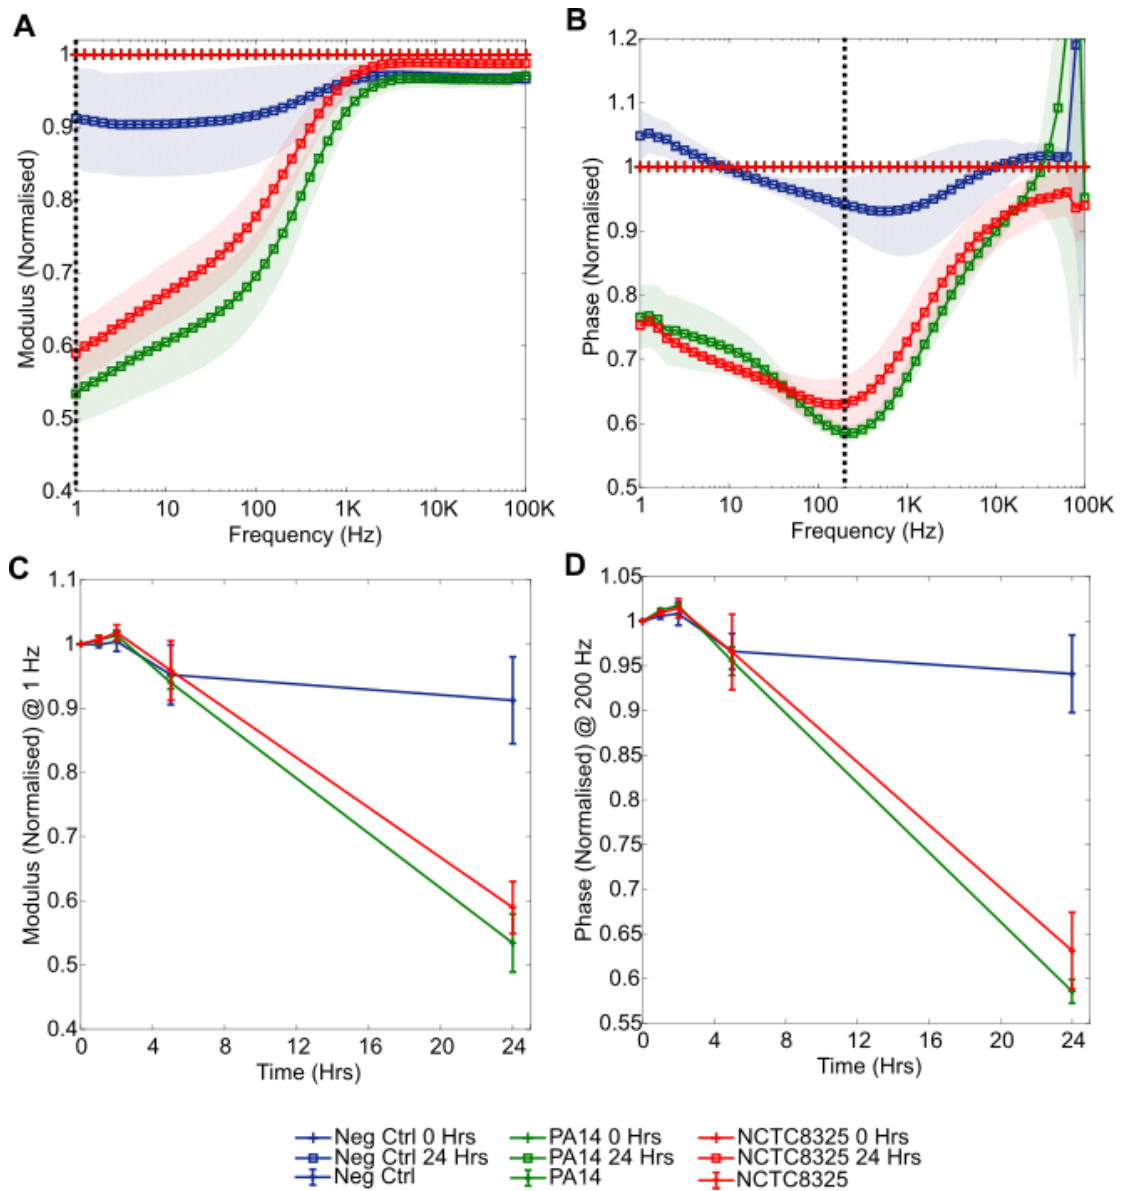 A
1
0.9
0.8
0.7
0.6
0.5
0.4
Modulus (Normalised)
1 10 100 1K 10K 100K
Frequency (Hz)
B
1.2
1.1
1
0.9
0.8
0.7
0.6
0.5
Phase (Normalised)
1 10 100 1K 10K 100K
Frequency (Hz)
C
1.1
1
0.9
0.8
0.7
0.6
0.5
0.4
Modulus (Normalised) @ 1 Hz
0 4 8 12 16 20 24
Time (Hrs)
D
1.05
1
0.95
0.9
0.85
0.8
0.75
0.7
0.65
0.6
0.55
Phase (Normalised) @ 200 Hz
0 4 8 12 16 20 24
Time (Hrs)
Neg Ctrl 0 Hrs PA14 0 Hrs NCTC8325 0 Hrs
Neg Ctrl 24 Hrs PA14 24 Hrs NCTC8325 24 Hrs
Neg Ctrl PA14 NCTC8325